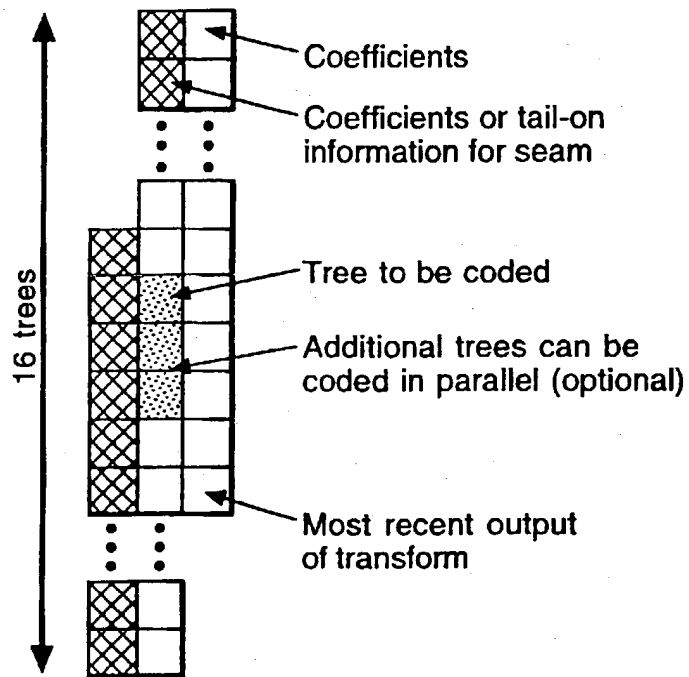 Coefficients
Coefficients or tail-on
information for seam
16 trees
Tree to be coded
Additional trees can be
coded in parallel (optional)
Most recent output
of transform